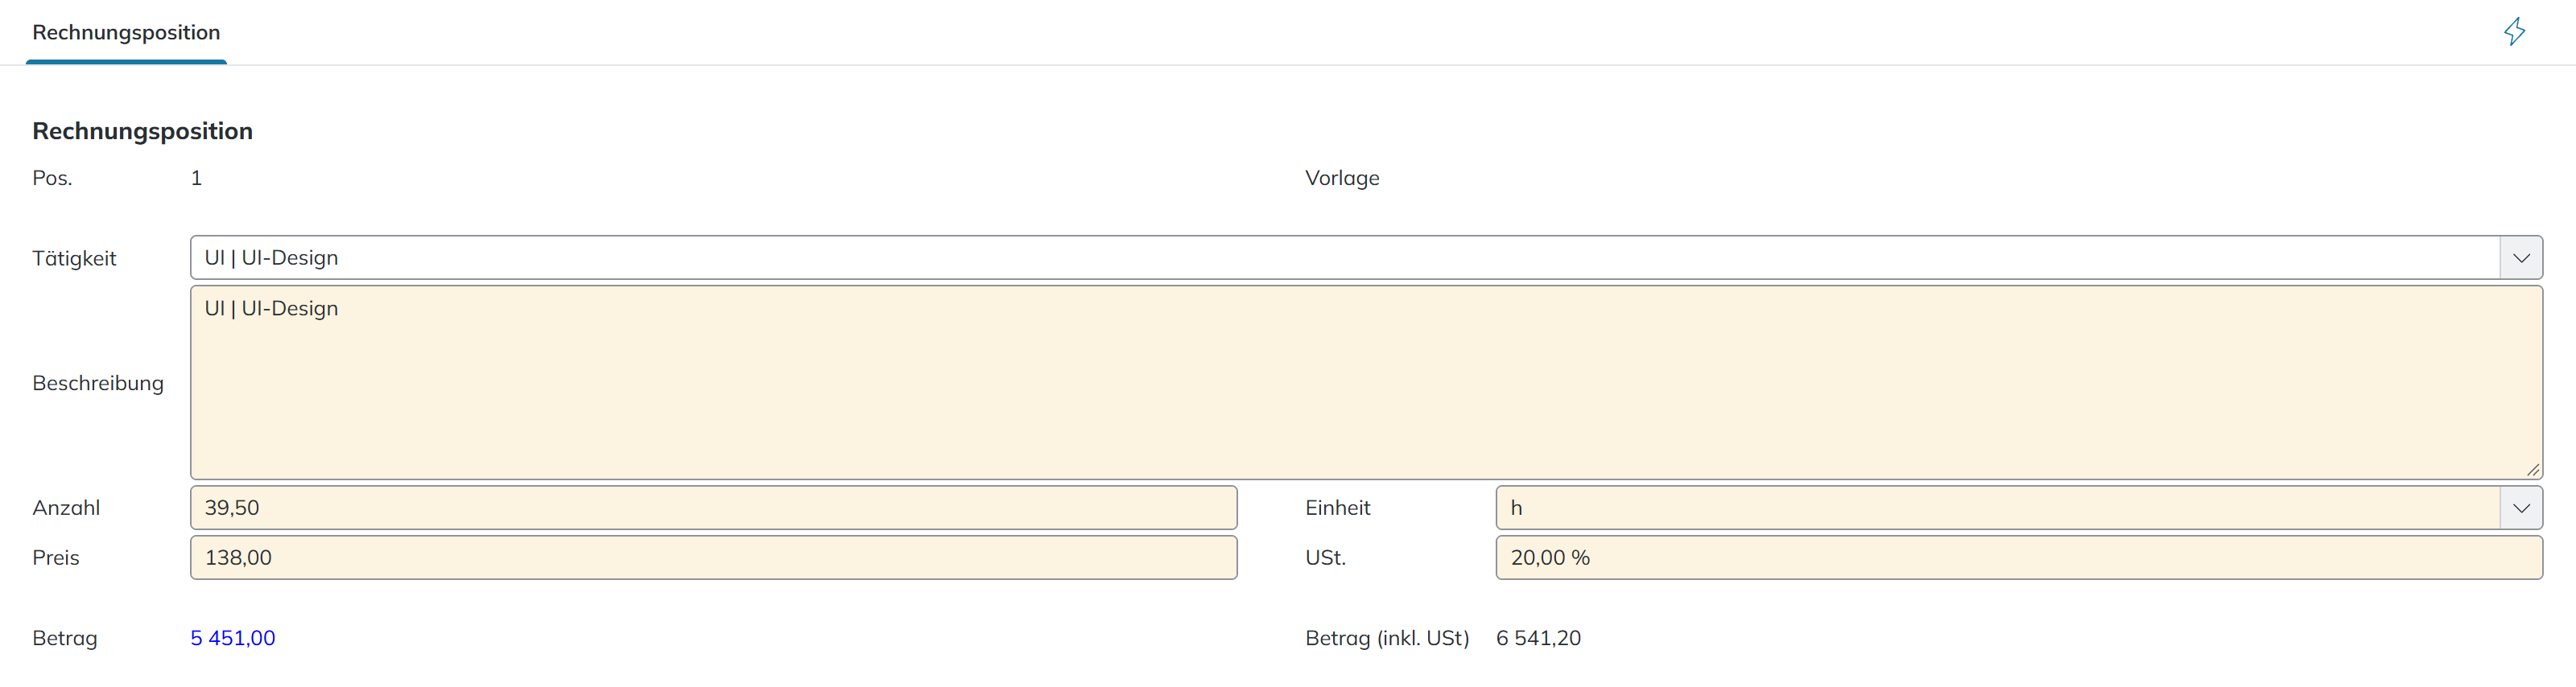 Rechnungsposition
Rechnungsposition
Pos. 1 Vorlage
Tätigkeit UI | UI-Design
Beschreibung UI | UI-Design
Anzahl 39,50 Einheit h
Preis 138,00 USt. 20,00 %
Betrag 5 451,00 Betrag (inkl. USt) 6 541,20